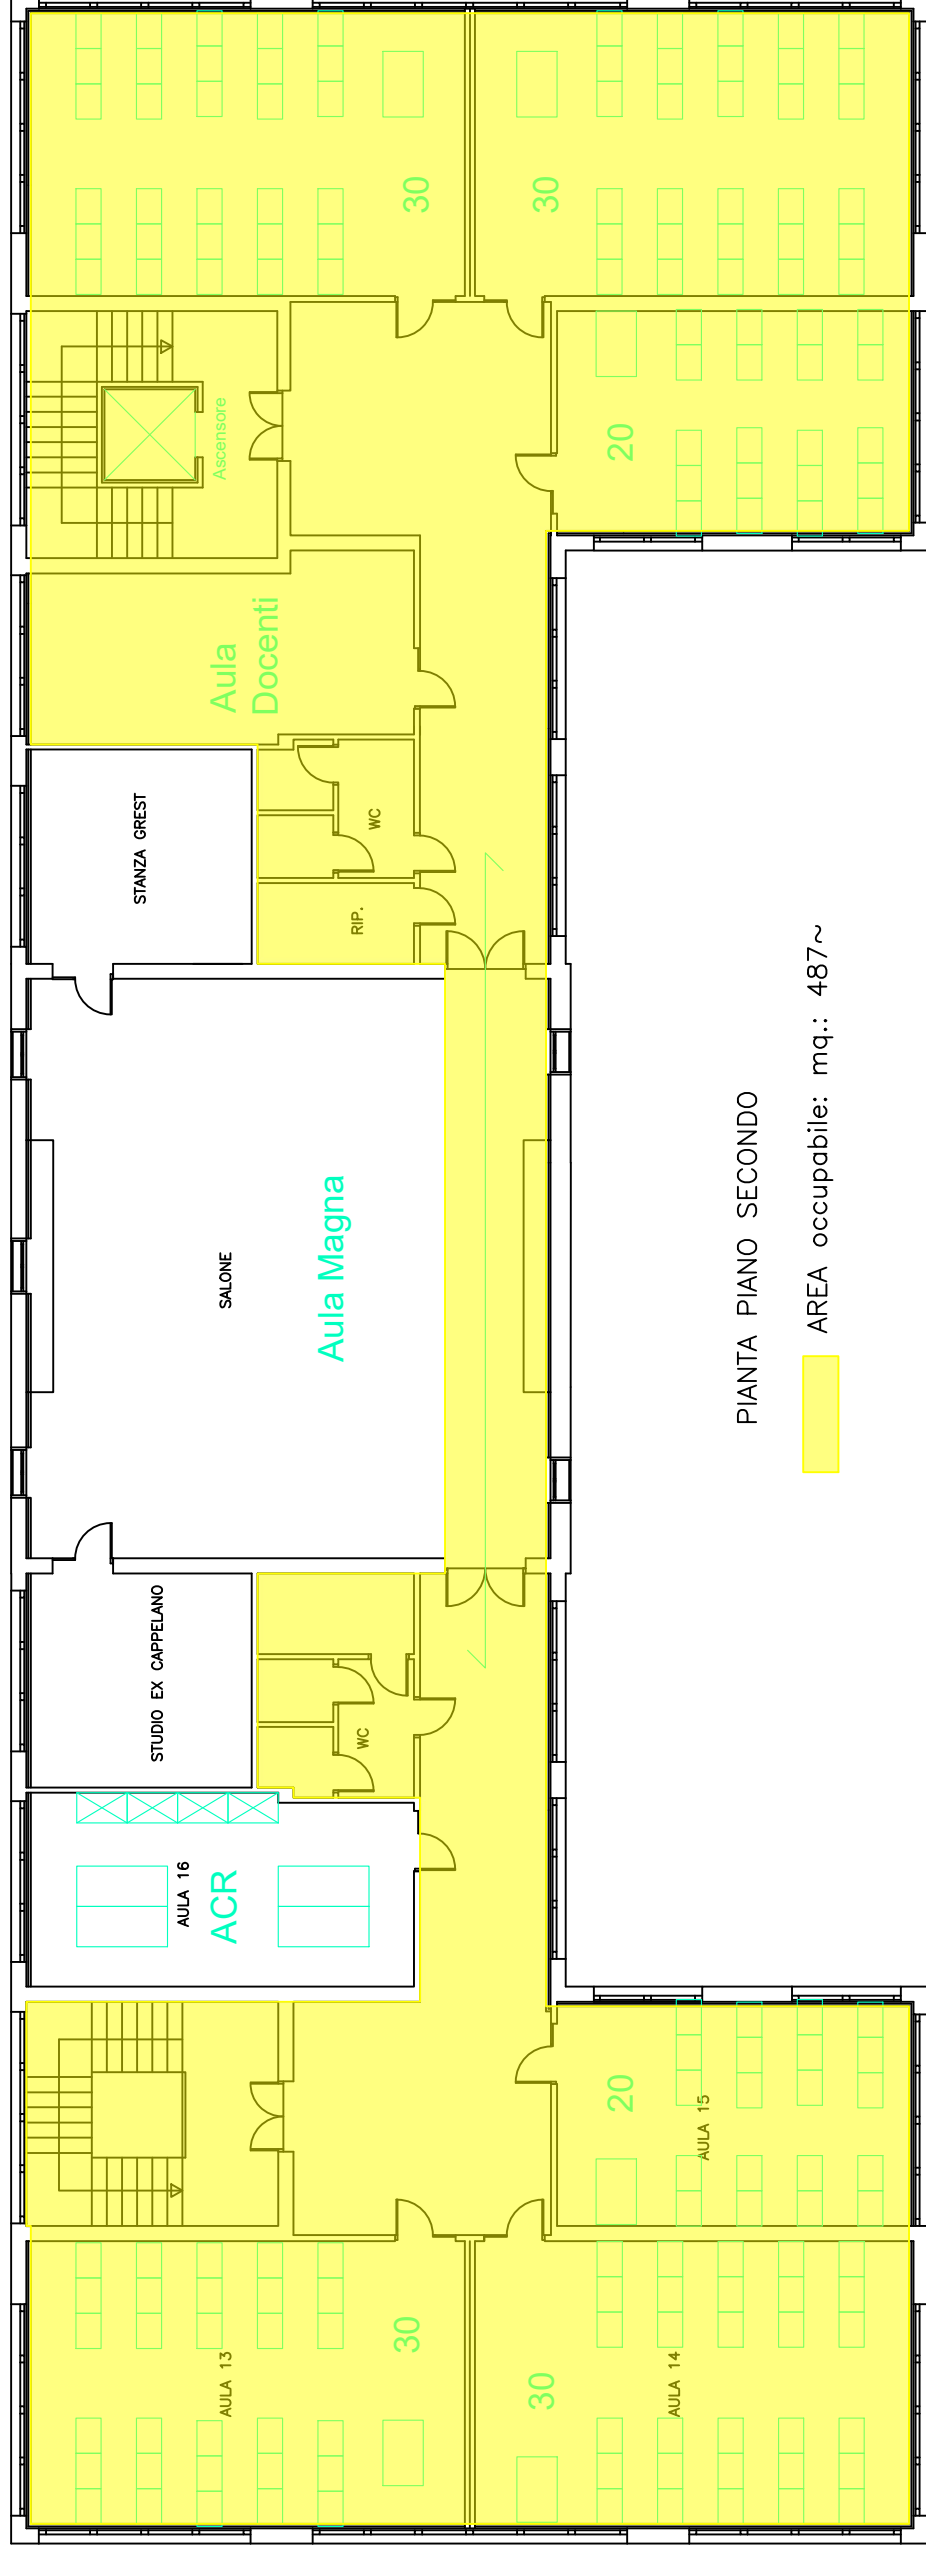 30
30
20
Ascensore
Aula
Docenti
STANZA GREST
WC
RIP.
SALONE
Aula Magna
PIANTA PIANO SECONDO
AREA occupabile: mq.: 487~
STUDIO EX CAPPELANO
WC
AULA 16
ACR
20
AULA 15
30
AULA 13
30
AULA 14